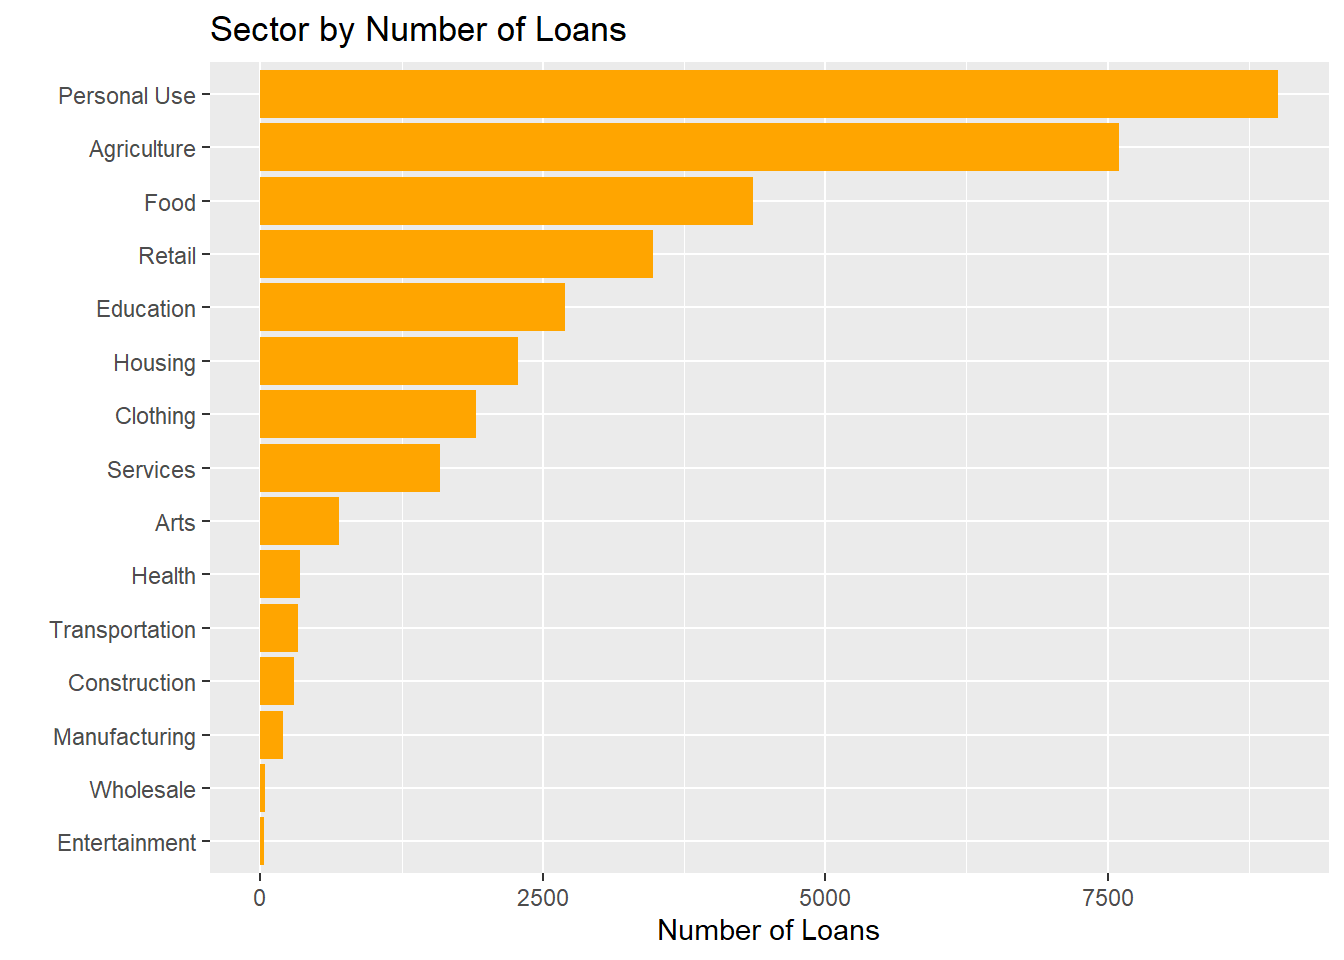 Sector by Number of Loans
Personal Use
Agriculture
Food
Retail
Education
Housing
Clothing
Services
Arts
Health
Transportation
Construction
Manufacturing
Wholesale
Entertainment
0 2500 5000 7500
Number of Loans